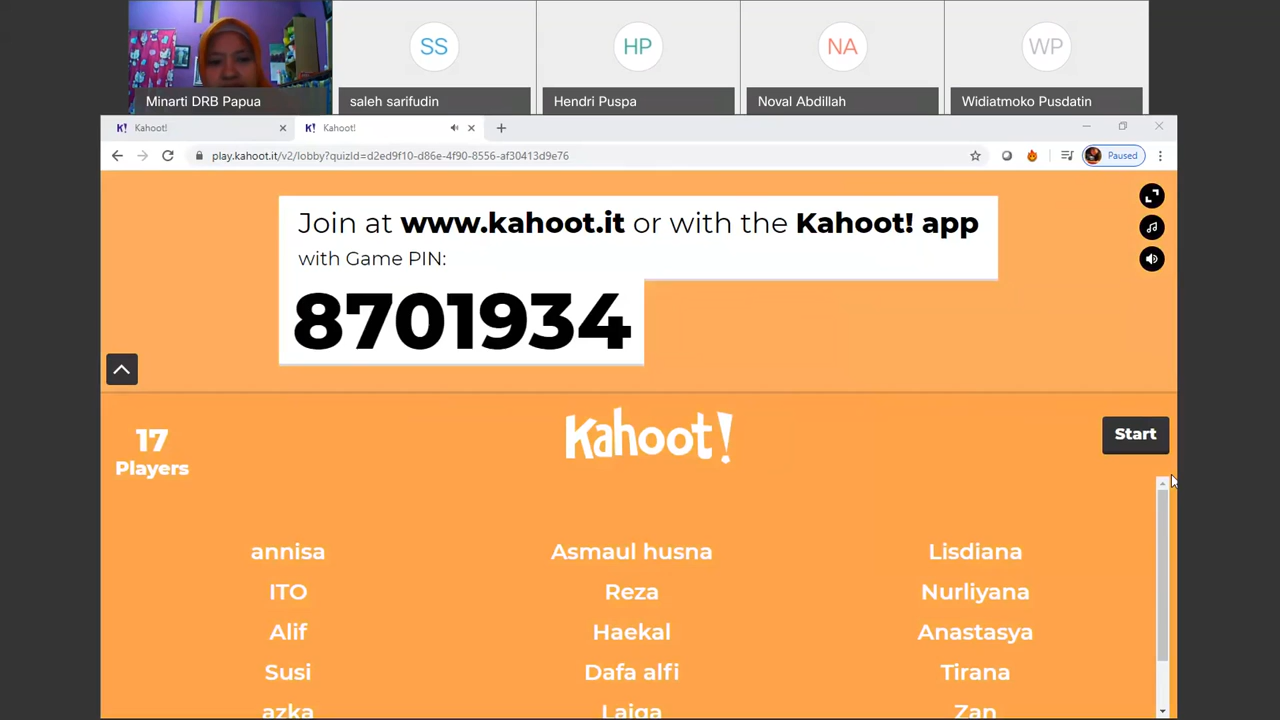 SS
HP
NA
WP
Minarti DRB Papua
saleh sarifudin
Hendri Puspa
Noval Abdillah
Widiatmoko Pusdatin
K! Kahoot!
K! Kahoot!
play.kahoot.it/v2/lobby?quizId=d2ed9f10-d86e-4f90-8556-af30413d9e76
Paused
Join at www.kahoot.it or with the Kahoot! app
with Game PIN:
8701934
17
Players
Kahoot!
Start
annisa
Asmaul husna
Lisdiana
ITO
Reza
Nurliyana
Alif
Haekal
Anastasya
Susi
Dafa alfi
Tirana
azka
Laiqa
Zan